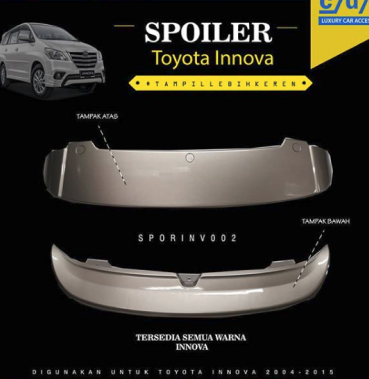 LUXURY CAR ACCES
SPOILER
Toyota Innova
#TAMPILLEBIHKEREN
TAMPAK ATAS
SPORINV002
TAMPAK BAWAH
TERSEDIA SEMUA WARNA
INNOVA
DIGUNAKAN UNTUK TOYOTA INNOVA 2004-2015